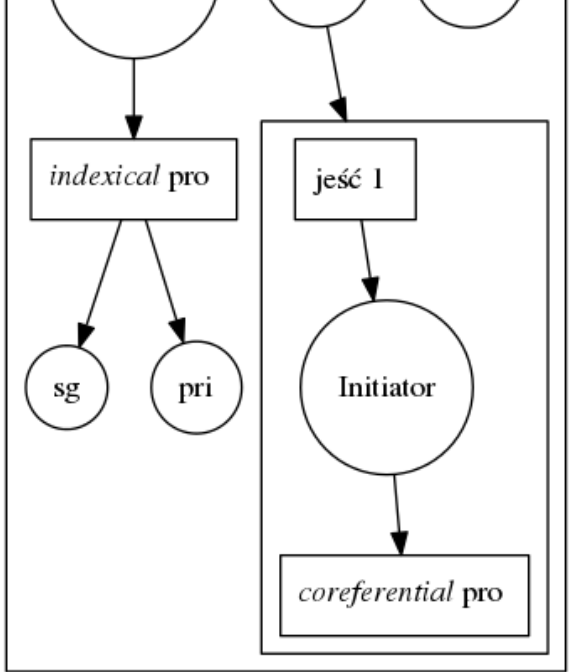 indexical pro
jeść 1
sg
pri
Initiator
coreferential pro